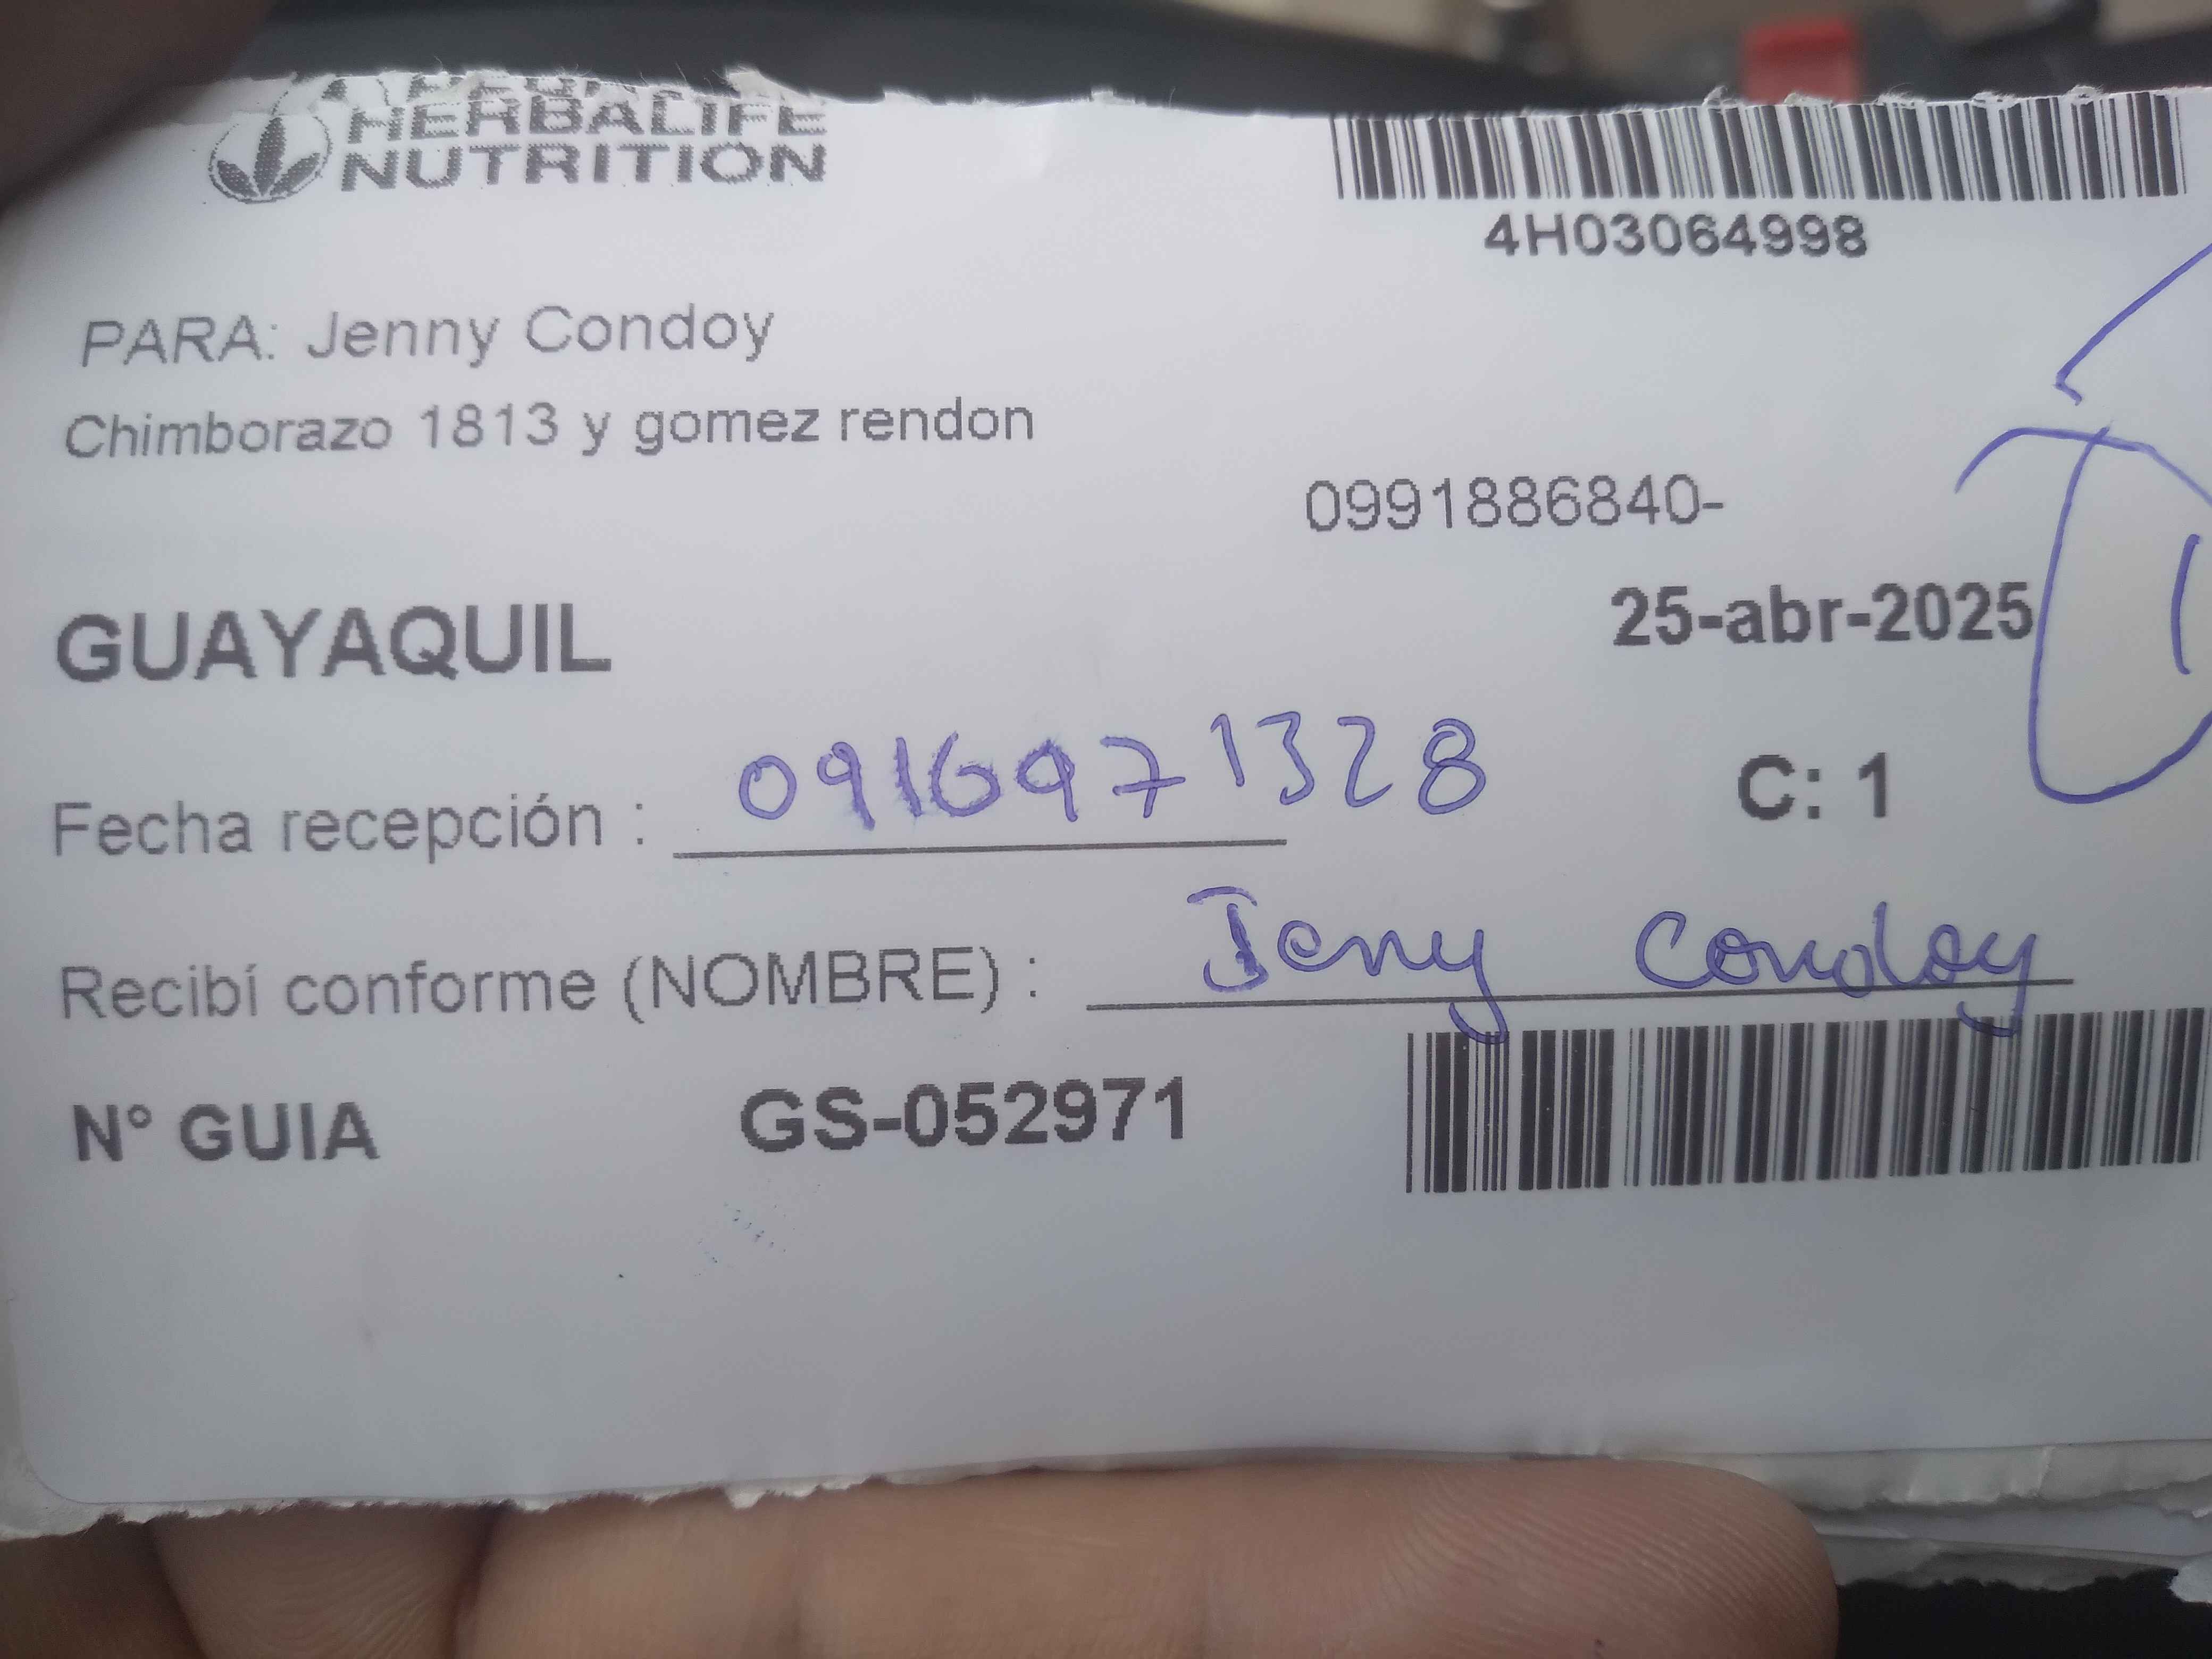 HERBALIFE
NUTRITION
4H03064998
PARA: Jenny Condoy
Chimborazo 1813 y gomez rendon
0991886840-
GUAYAQUIL
25-abr-2025
Fecha recepción : 0916971328
C: 1
Recibí conforme (NOMBRE) : Jenny Condoy
N° GUIA GS-052971